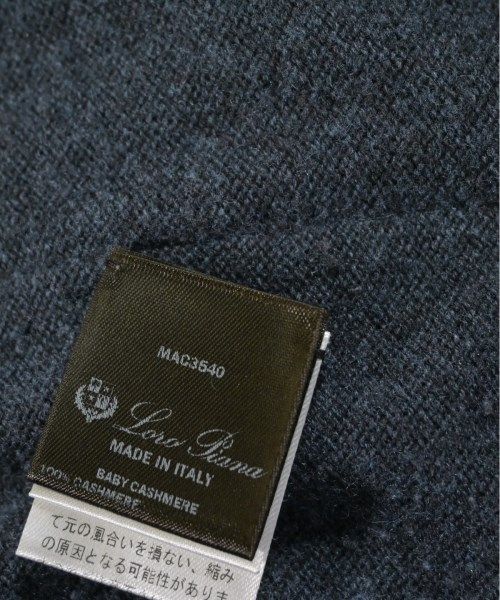 MAC3540
Loro Piana
MADE IN ITALY
BABY CASHMERE
100% CASHMERE
て元の風合いを損ない、縮み
の原因となる可能性がありま